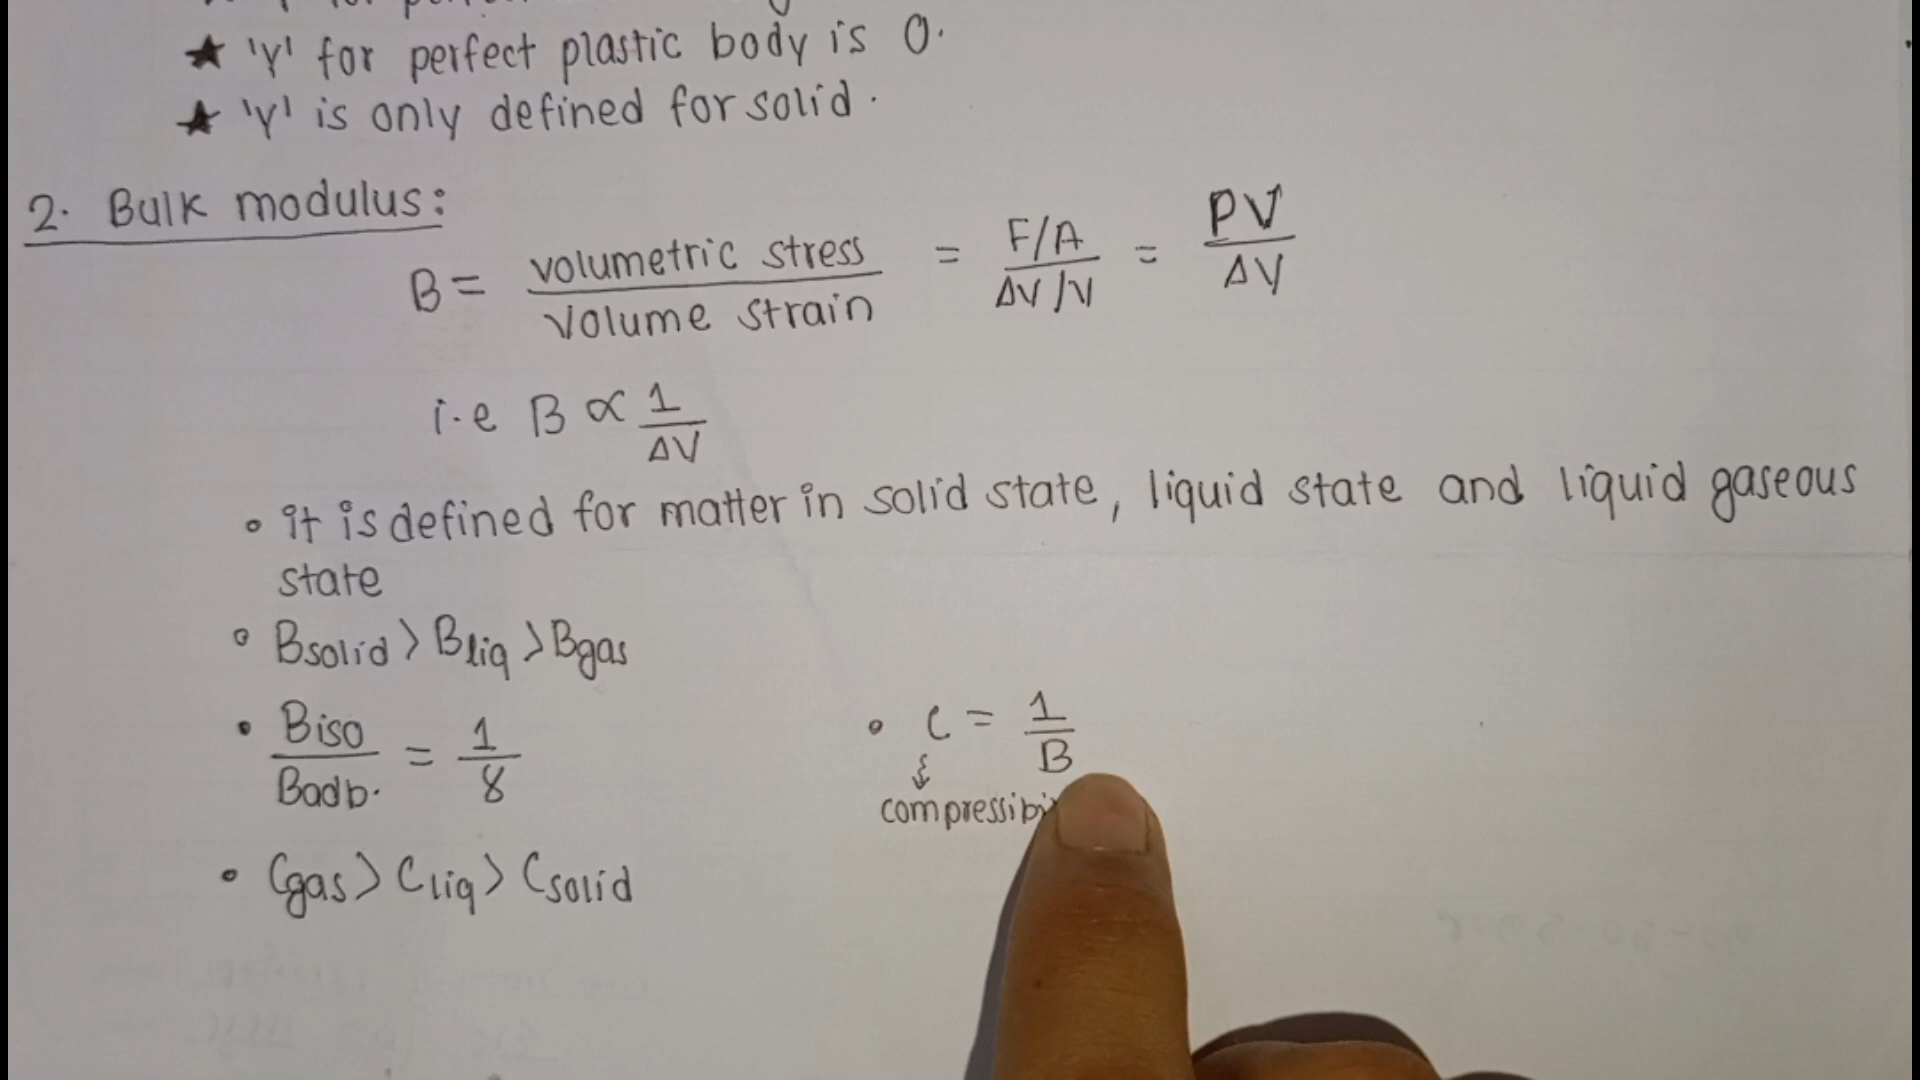 ★ 'Y' for perfect plastic body is 0.
★ 'Y' is only defined for solid.
2. Bulk modulus:
B = volumetric stress / volume strain = F/A / ΔV/V = PV / ΔV
i.e B ∝ 1 / ΔV
• it is defined for matter in solid state, liquid state and liquid gaseous
state
• Bsolid > Bliq > Bgas
• Biso / Badb. = 1 / 8
• C = 1 / B
• Cgas > Cliq > Csolid